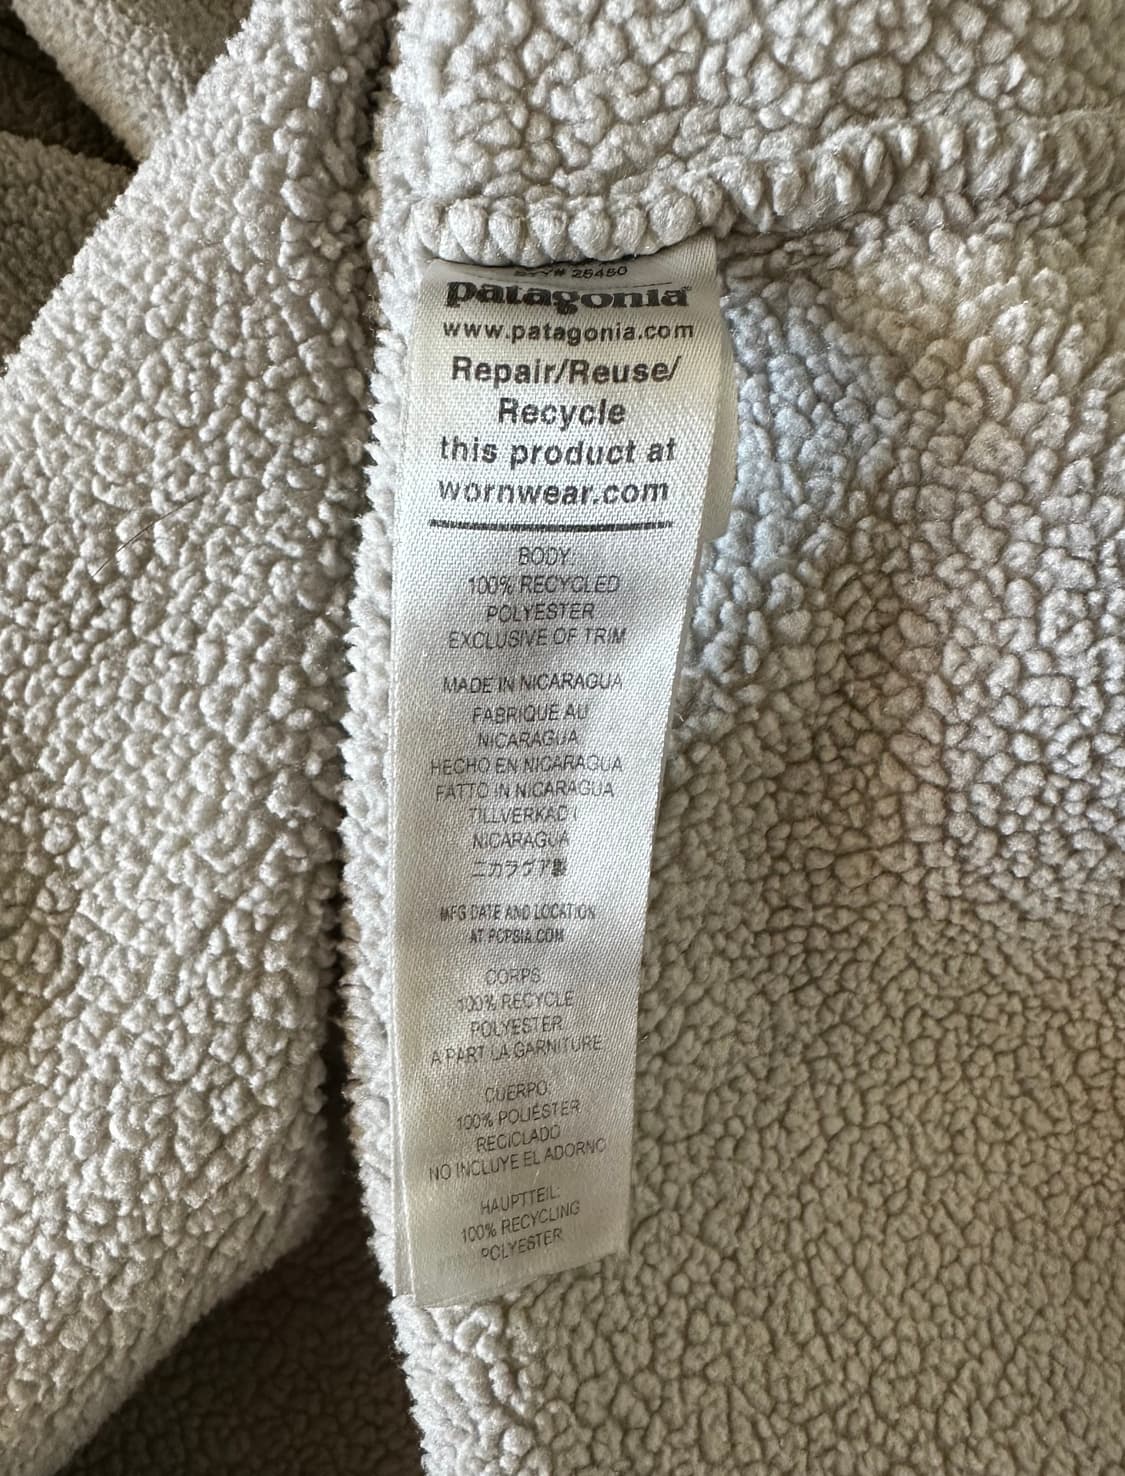 STY# 25450
patagonia®
www.patagonia.com
Repair/Reuse/
Recycle
this product at
wornwear.com
BODY:
100% RECYCLED
POLYESTER
EXCLUSIVE OF TRIM
MADE IN NICARAGUA
FABRIQUE AU
NICARAGUA
HECHO EN NICARAGUA
FATTO IN NICARAGUA
TILLVERKAD I
NICARAGUA
ニカラグア製
MFG DATE AND LOCATION
AT PCPSIA.COM
CORPS:
100% RECYCLE
POLYESTER
A PART LA GARNITURE
CUERPO:
100% POLIÉSTER
RECICLADO
NO INCLUYE EL ADORNO
HAUPTTEIL:
100% RECYCLING
POLYESTER